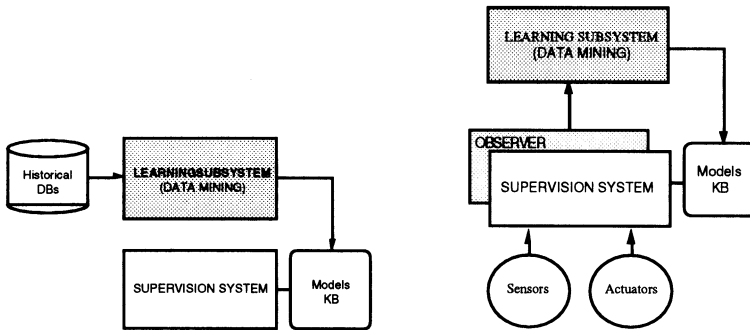 Historical
DBs
LEARNINGSUBSYSTEM
(DATA MINING)
SUPERVISION SYSTEM
Models
KB
LEARNING SUBSYSTEM
(DATA MINING)
OBSERVER
SUPERVISION SYSTEM
Models
KB
Sensors
Actuators